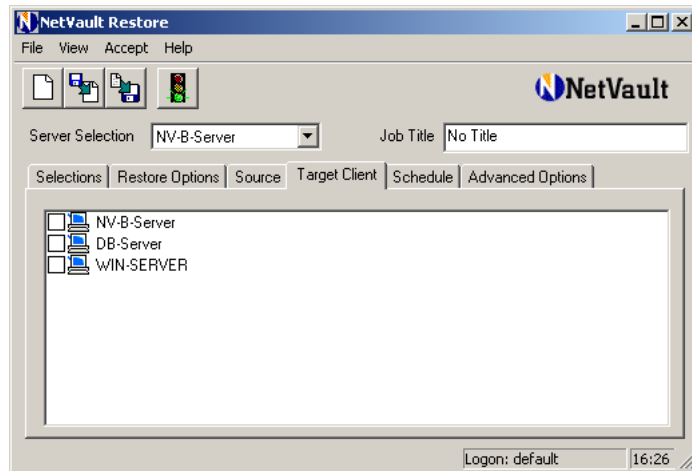 NetVault Restore
File View Accept Help
NetVault
Server Selection NV-B-Server Job Title No Title
Selections Restore Options Source Target Client Schedule Advanced Options
NV-B-Server
DB-Server
WIN-SERVER
Logon: default 16:26